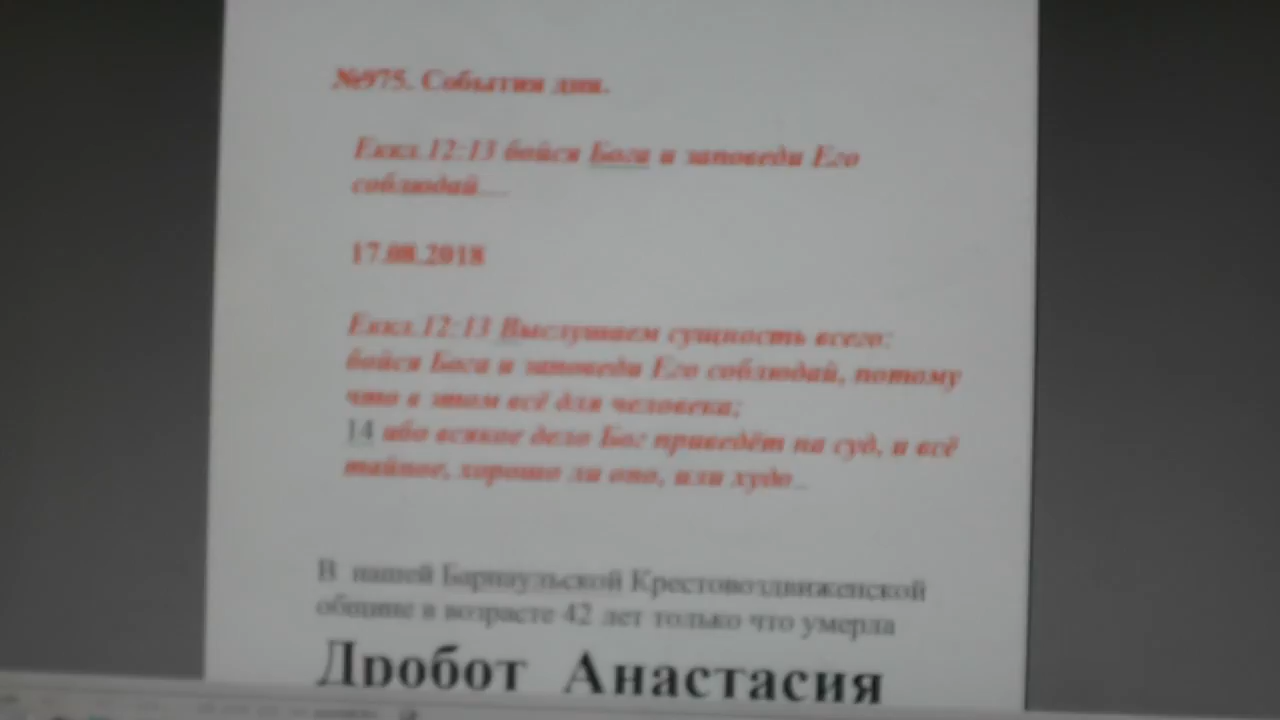 №975. События дня.
Еккл.12:13 бойся Бога и заповеди Его
соблюдай...
17.08.2018
Еккл.12:13 Выслушаем сущность всего:
бойся Бога и заповеди Его соблюдай, потому
что в этом всё для человека;
14 ибо всякое дело Бог приведёт на суд, и всё
тайное, хорошо ли оно, или худо..
В нашей Барнаульской Крестовоздвиженской
общине в возрасте 42 лет только что умерла
Дробот Анастасия